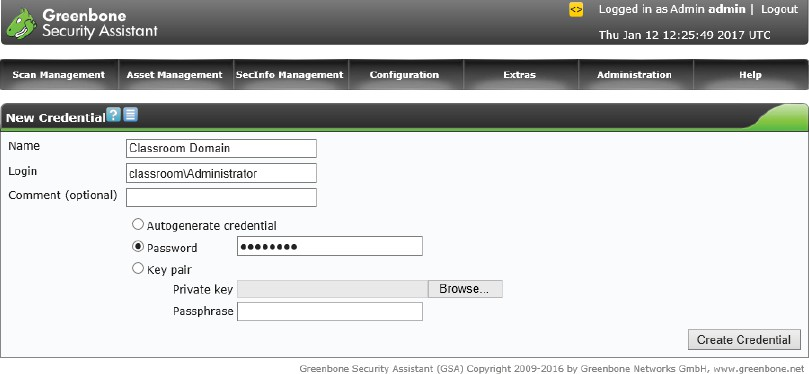 Greenbone
Security Assistant
<> Logged in as Admin admin | Logout
Thu Jan 12 12:25:49 2017 UTC
Scan Management Asset Management SecInfo Management Configuration Extras Administration Help
New Credential ?
Name Classroom Domain
Login classroom\Administrator
Comment (optional)
Autogenerate credential
Password ••••••••
Key pair
Private key Browse...
Passphrase
Create Credential
Greenbone Security Assistant (GSA) Copyright 2009-2016 by Greenbone Networks GmbH, www.greenbone.net